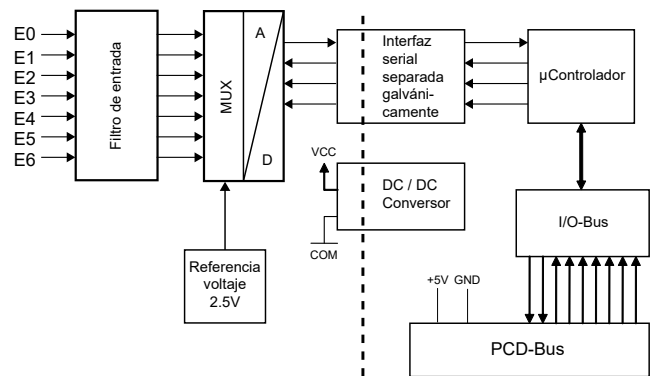 E0
E1
E2
E3
E4
E5
E6
Filtro de entrada
MUX
A
D
Interfaz
serial
separada
galváni-
camente
µControlador
VCC
DC / DC
Conversor
COM
I/O-Bus
Referencia
voltaje
2.5V
+5V GND
PCD-Bus